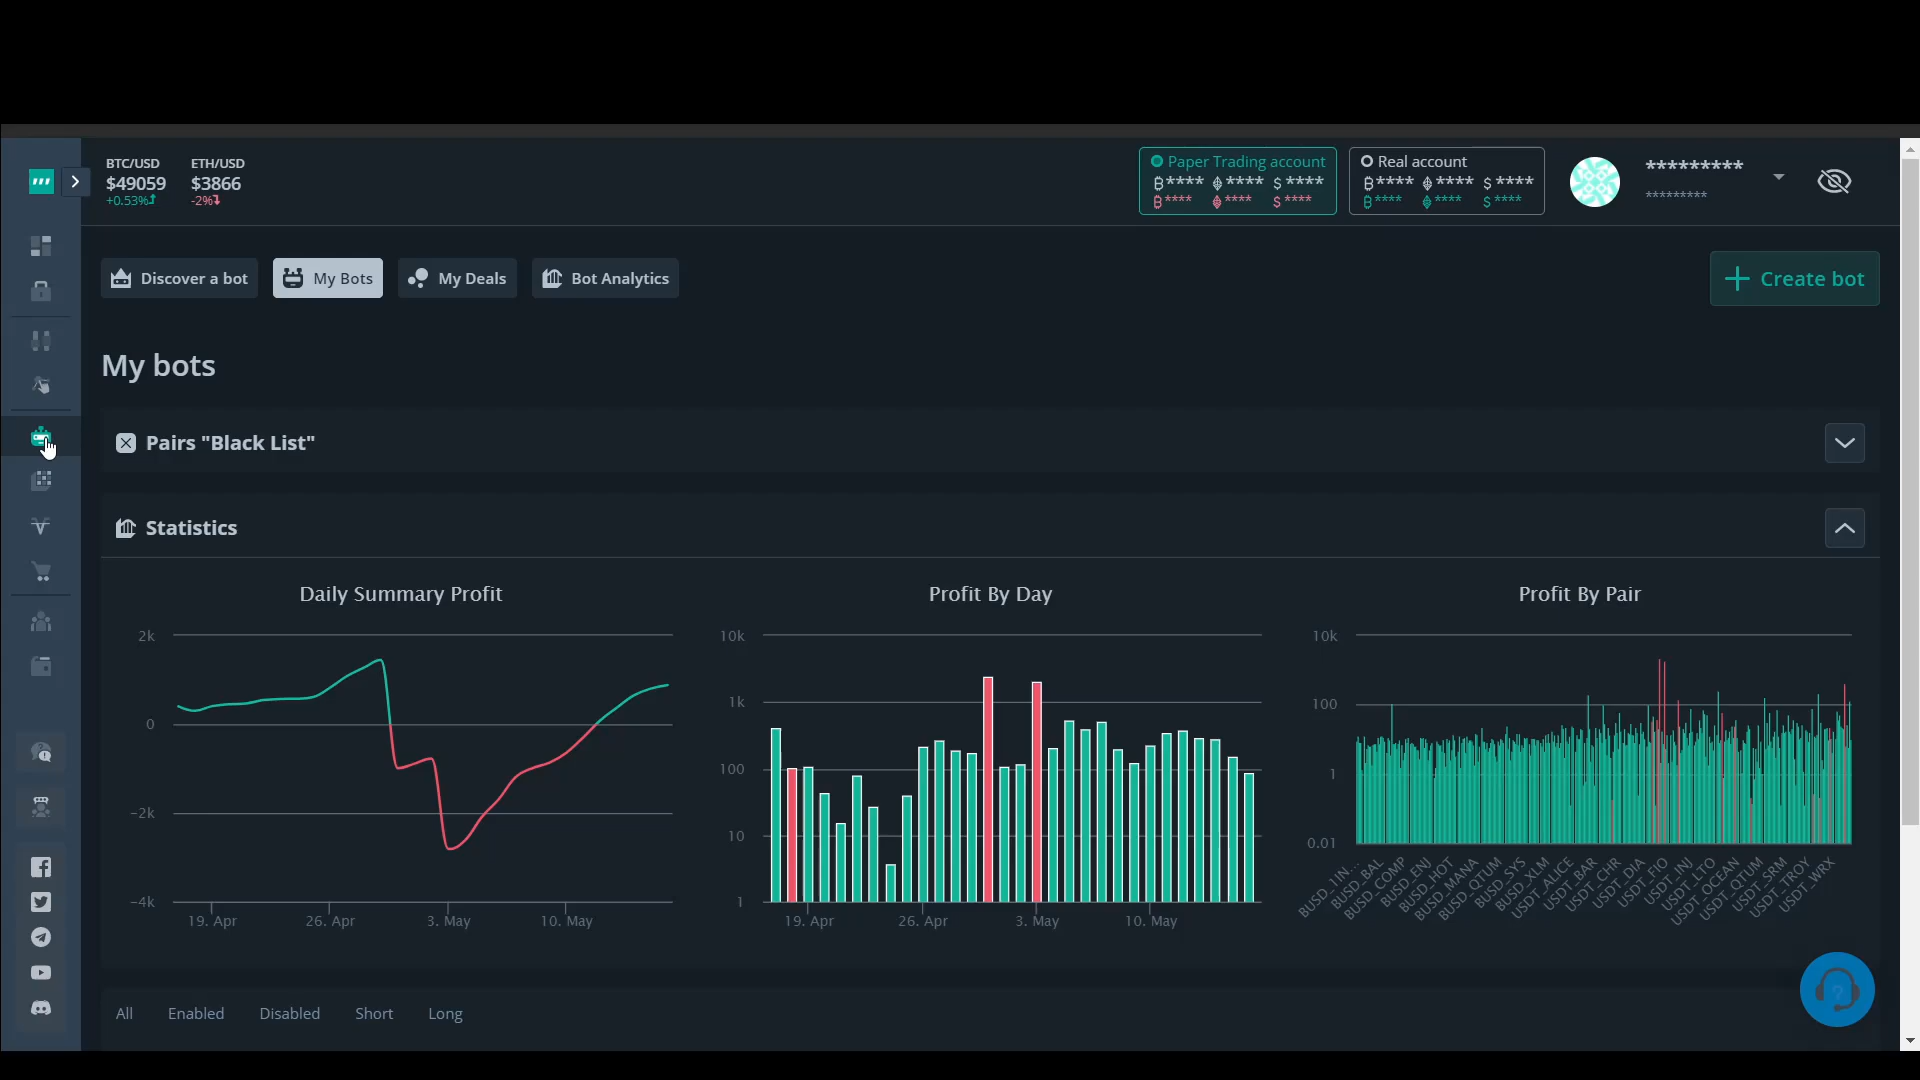 BTC/USD
$49059
+0.53%
ETH/USD
$3866
-2%
Paper Trading account
**** **** $ ****
**** **** $ ****
Real account
**** **** $ ****
**** **** $ ****
*********
*********
Discover a bot
My Bots
My Deals
Bot Analytics
Create bot
My bots
Pairs "Black List"
Statistics
Daily Summary Profit
2k
0
-2k
-4k
19. Apr
26. Apr
3. May
10. May
Profit By Day
10k
1k
100
10
1
19. Apr
26. Apr
3. May
10. May
Profit By Pair
10k
100
1
0.01
BUSD_1IN...
BUSD_BAL
BUSD_COMP
BUSD_ENJ
BUSD_HOT
BUSD_MANA
BUSD_QTUM
BUSD_SYS
BUSD_XLM
USDT_ALICE
USDT_BAR
USDT_CHR
USDT_DIA
USDT_FIO
USDT_INJ
USDT_LTO
USDT_OCEAN
USDT_QTUM
USDT_SRM
USDT_TROY
USDT_WRX
All
Enabled
Disabled
Short
Long